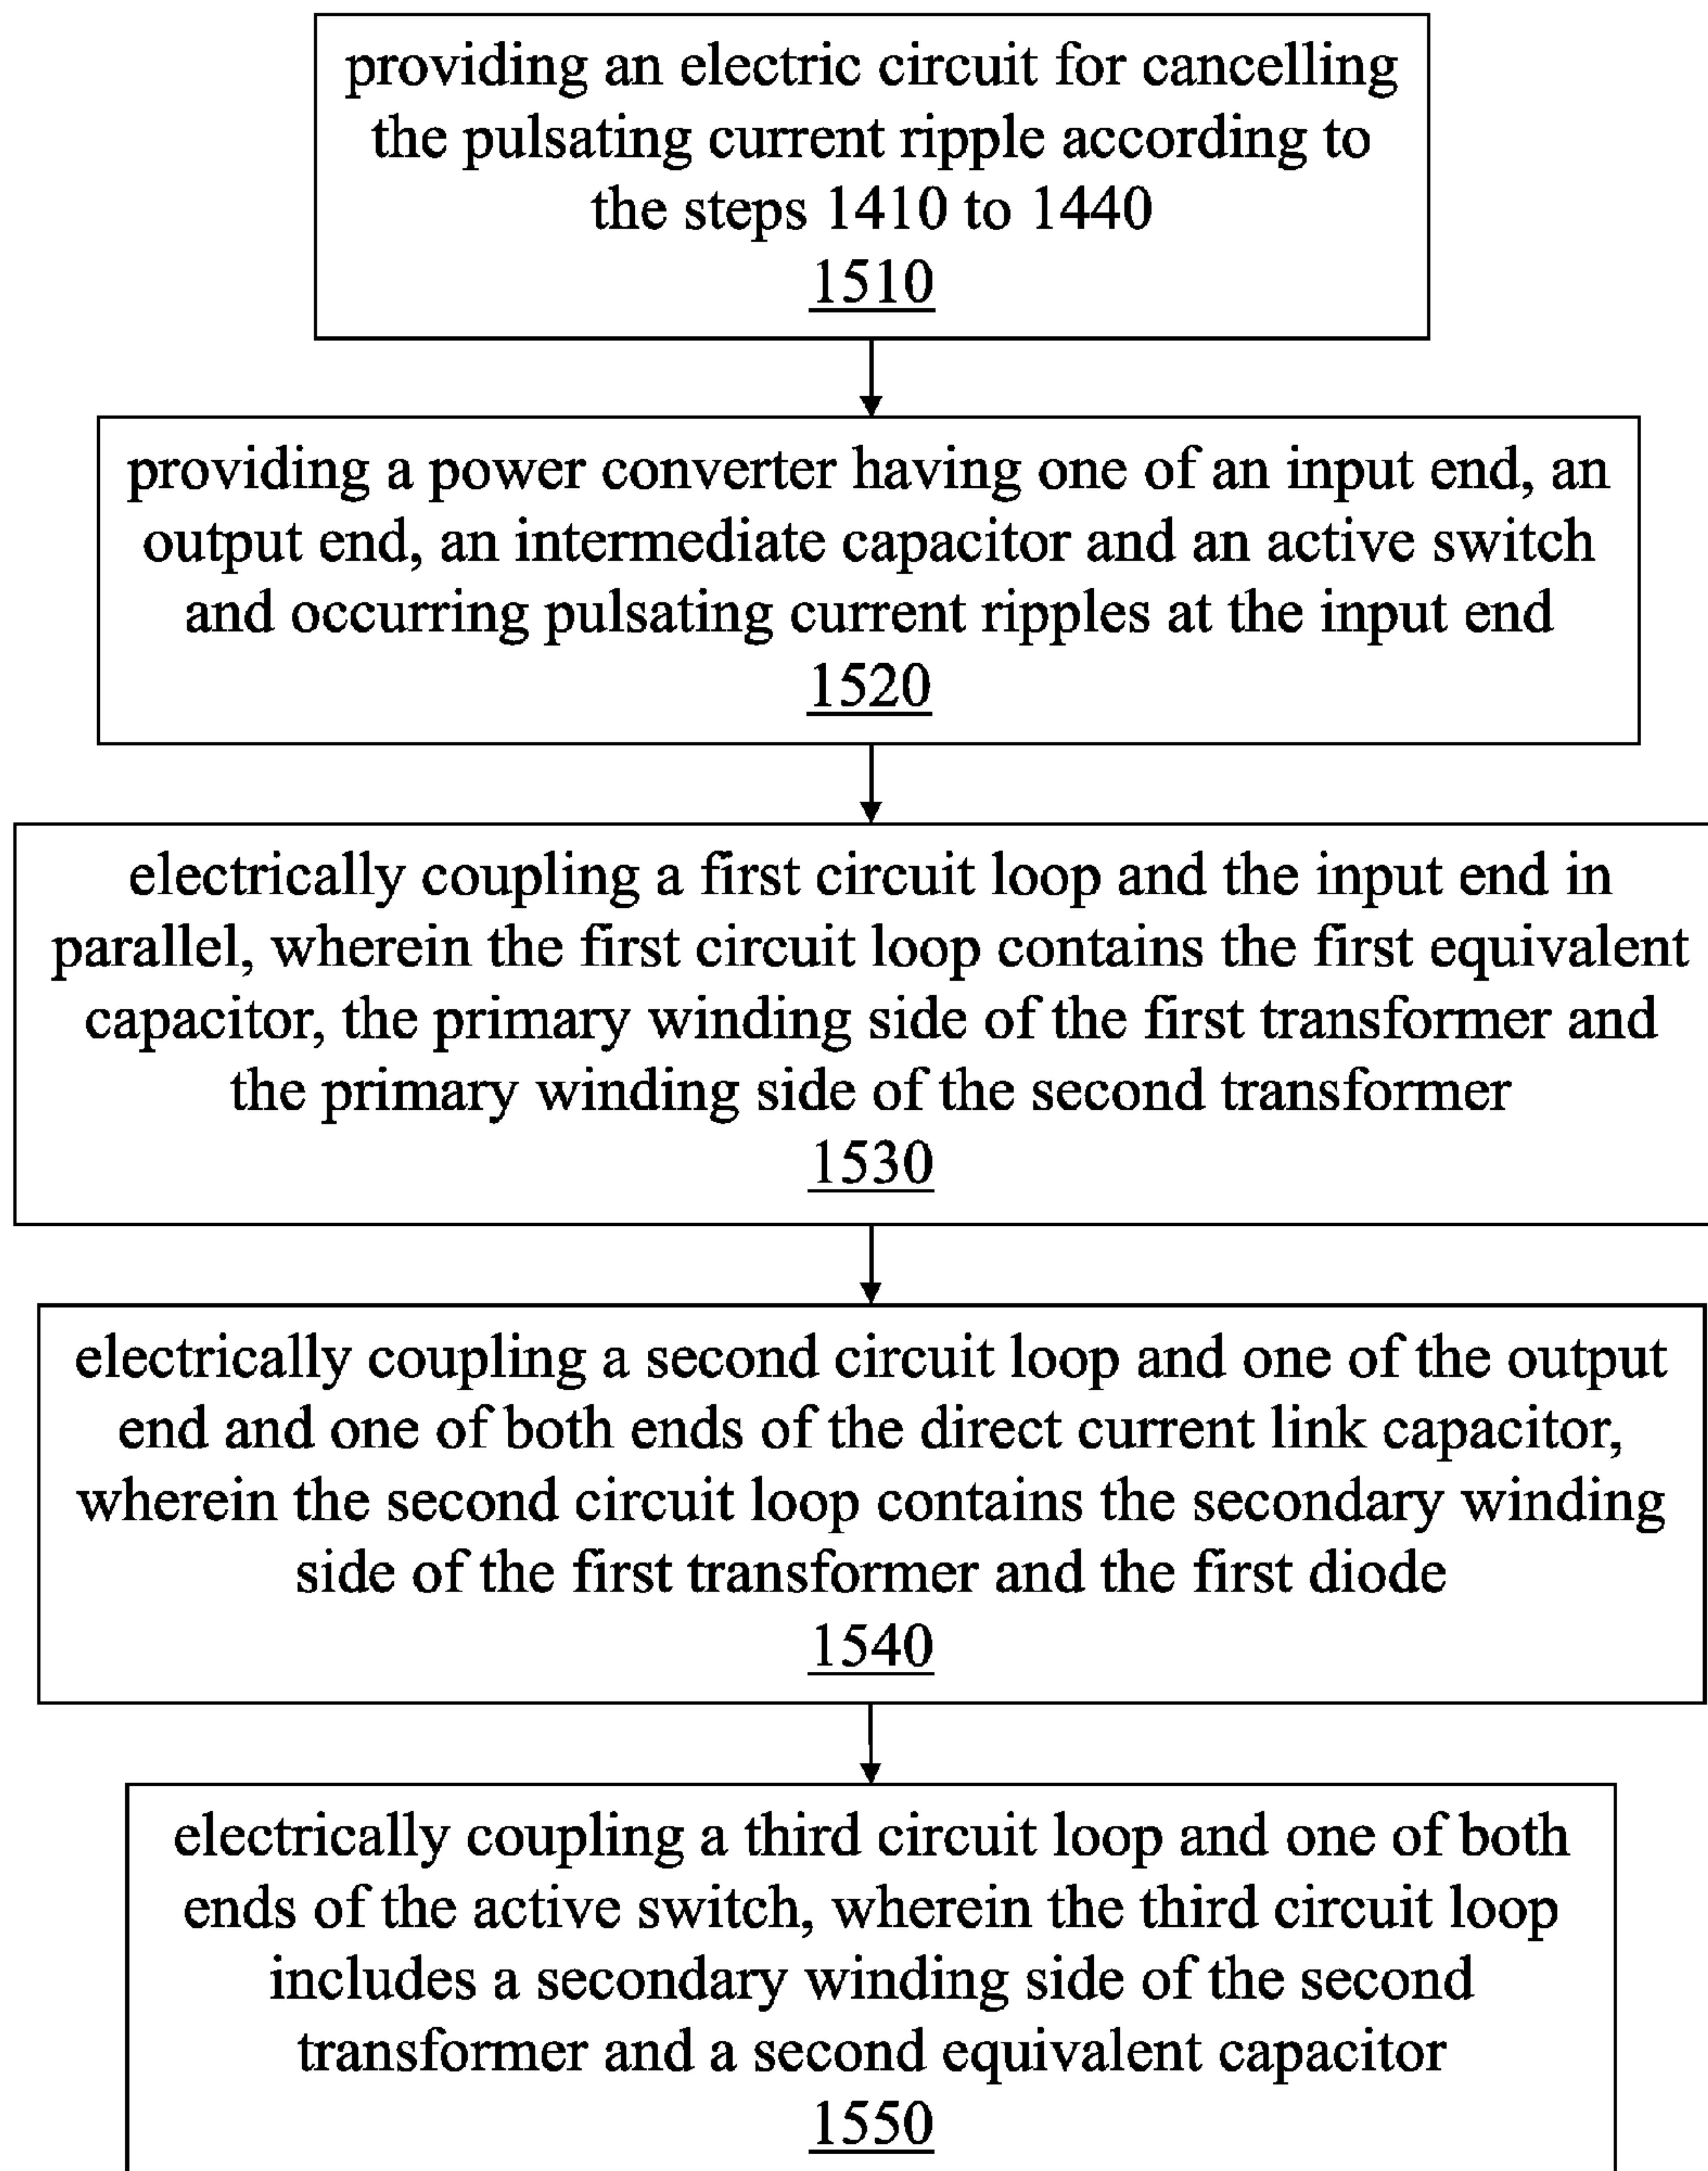 providing an electric circuit for cancelling
the pulsating current ripple according to
the steps 1410 to 1440
1510
providing a power converter having one of an input end, an
output end, an intermediate capacitor and an active switch
and occurring pulsating current ripples at the input end
1520
electrically coupling a first circuit loop and the input end in
parallel, wherein the first circuit loop contains the first equivalent
capacitor, the primary winding side of the first transformer and
the primary winding side of the second transformer
1530
electrically coupling a second circuit loop and one of the output
end and one of both ends of the direct current link capacitor,
wherein the second circuit loop contains the secondary winding
side of the first transformer and the first diode
1540
electrically coupling a third circuit loop and one of both
ends of the active switch, wherein the third circuit loop
includes a secondary winding side of the second
transformer and a second equivalent capacitor
1550